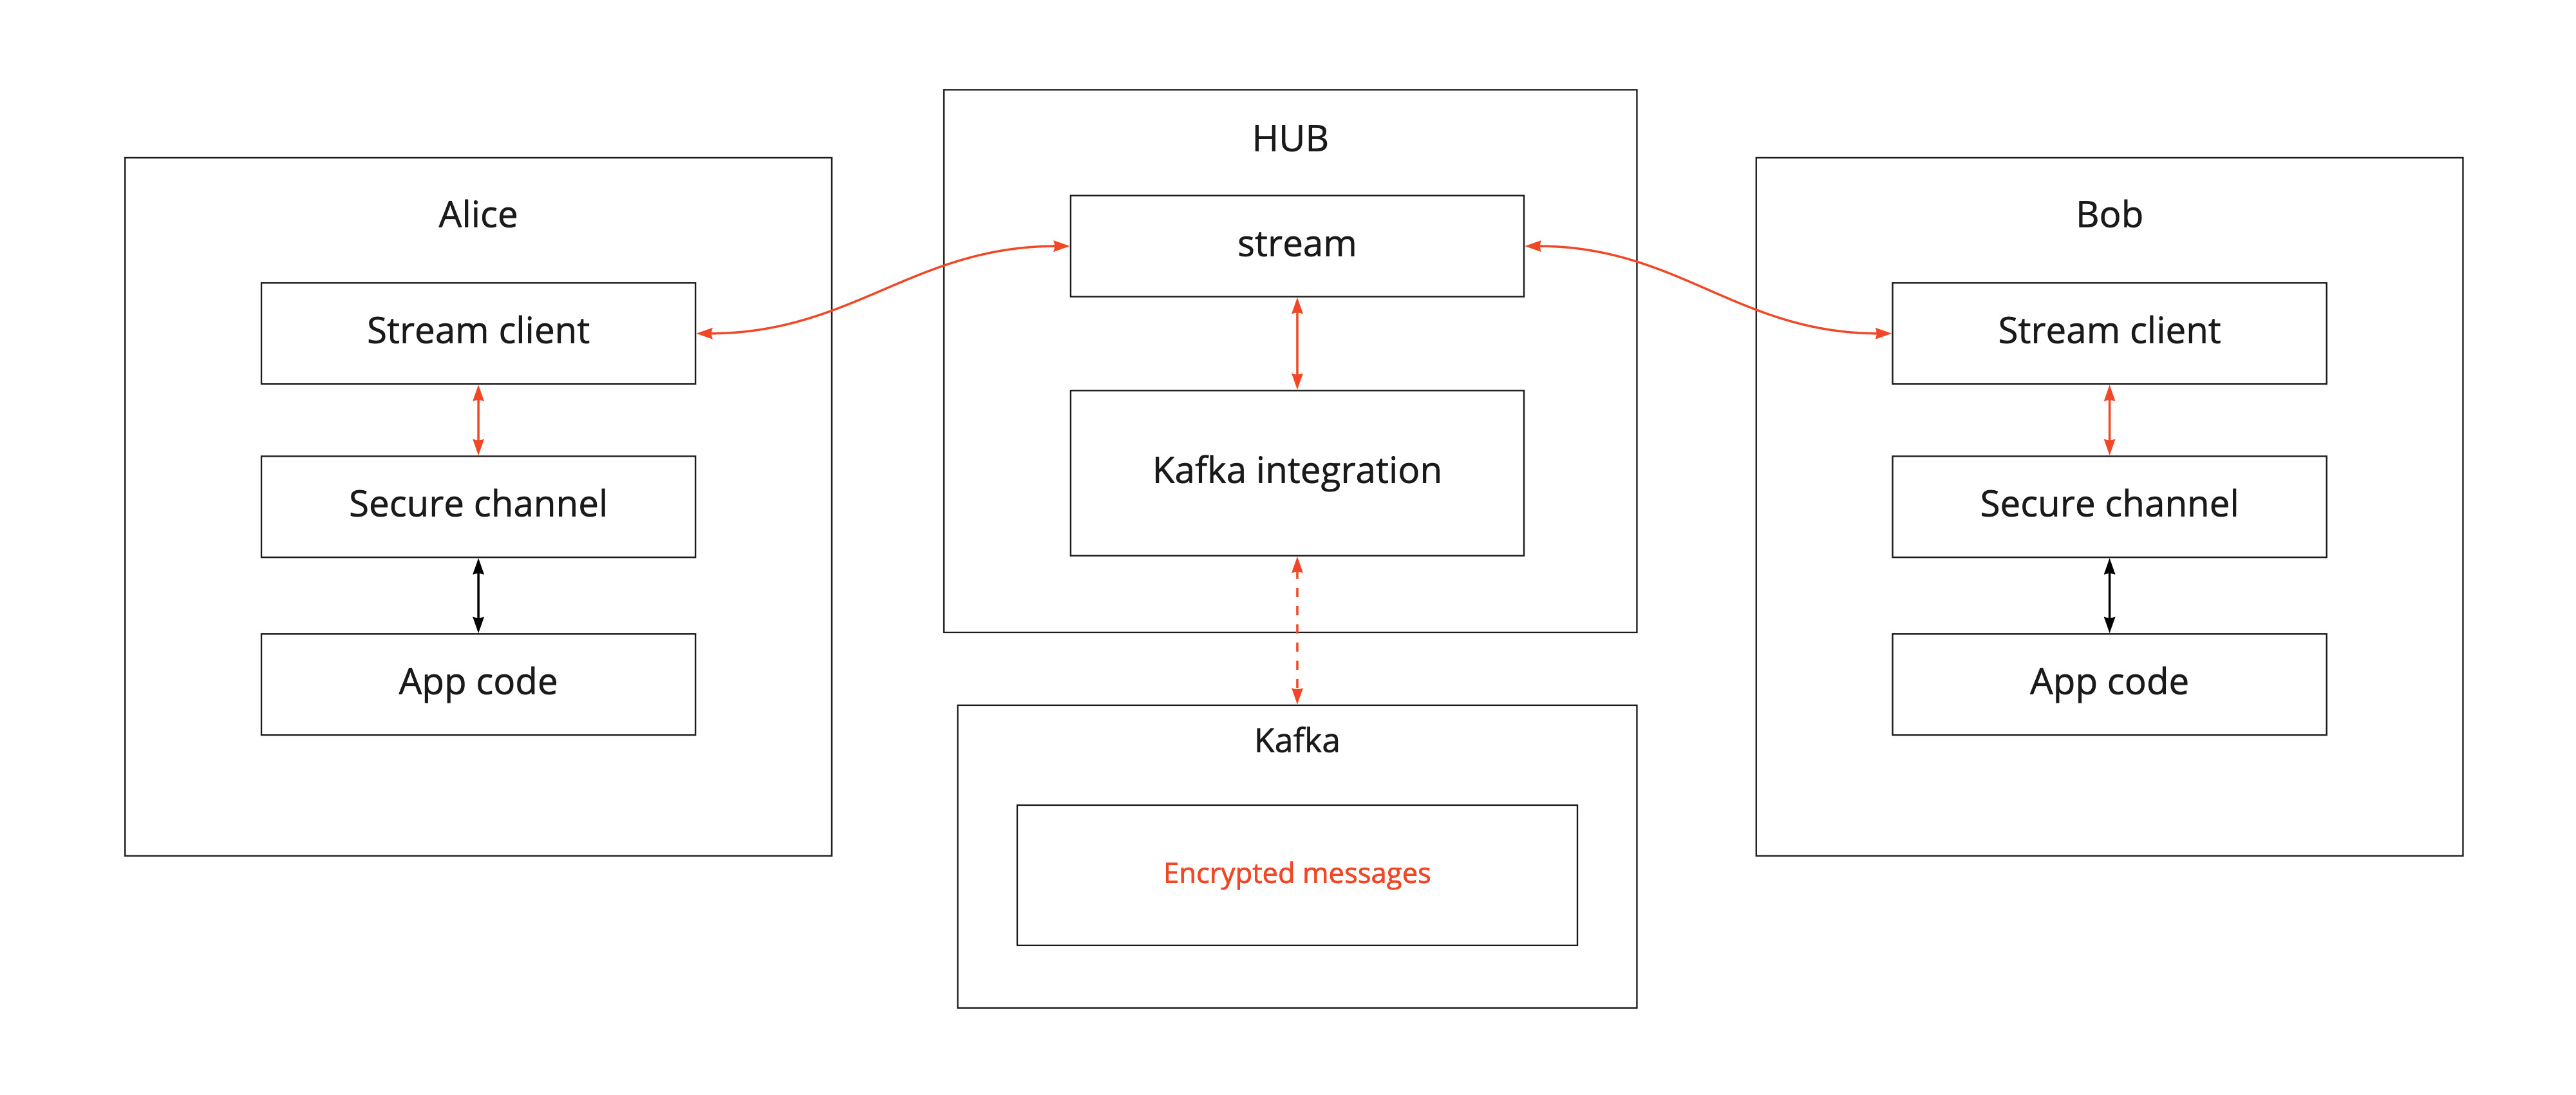 Alice
Stream client
Secure channel
App code
HUB
stream
Kafka integration
Kafka
Encrypted messages
Bob
Stream client
Secure channel
App code